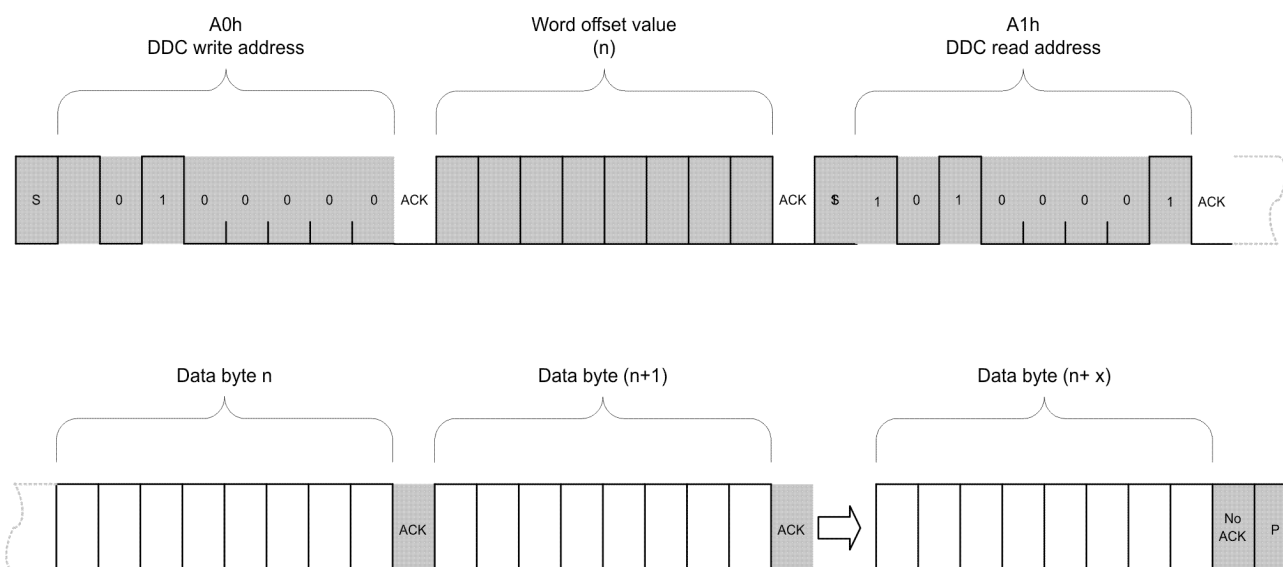 A0h
DDC write address
Word offset value
(n)
A1h
DDC read address
S 0 1 0 0 0 0 0 ACK ACK 1 0 1 0 0 0 0 1 ACK
Data byte n
Data byte (n+1)
Data byte (n+ x)
ACK ACK No
ACK P